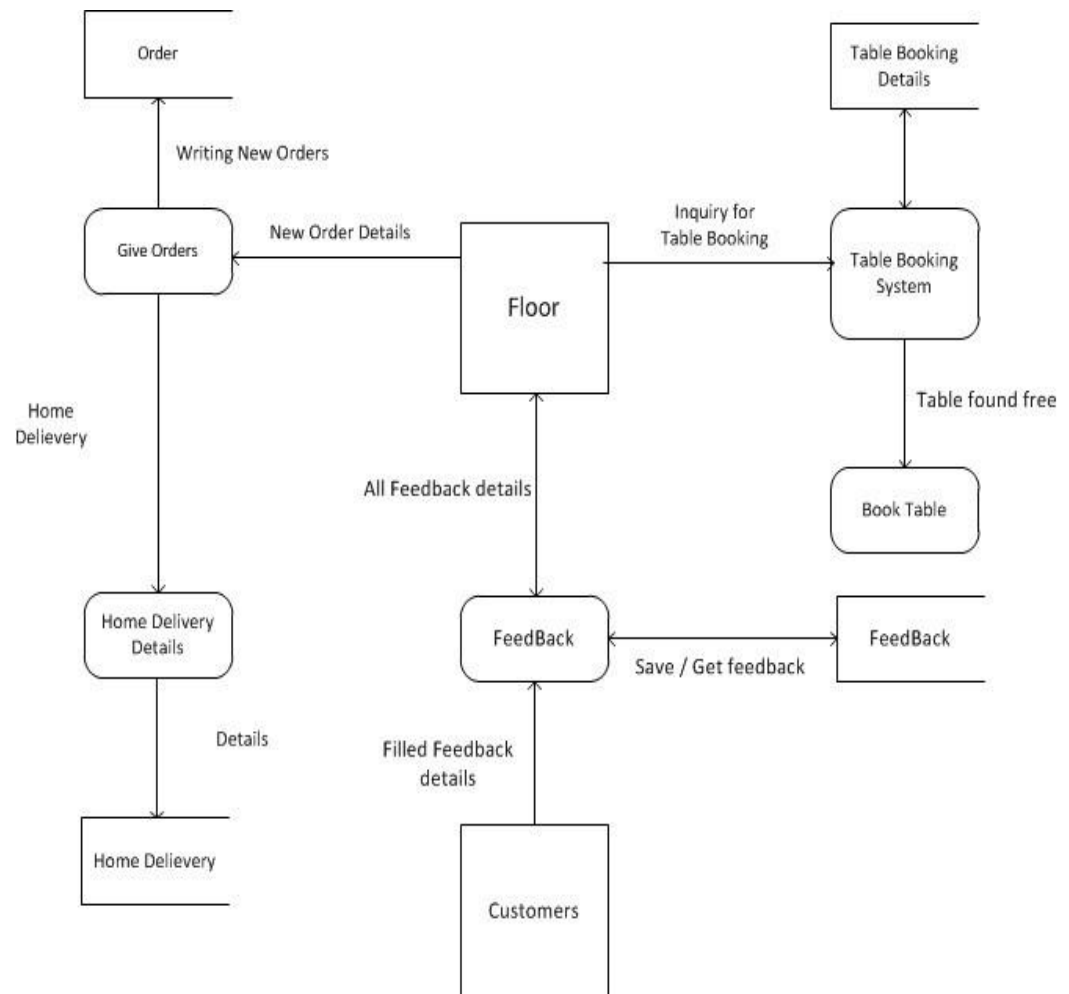 Order
Table Booking
Details
Writing New Orders
Give Orders
New Order Details
Inquiry for
Table Booking
Floor
Table Booking
System
Home
Delievery
Table found free
All Feedback details
Book Table
Home Delivery
Details
FeedBack
Save / Get feedback
FeedBack
Details
Filled Feedback
details
Home Delievery
Customers